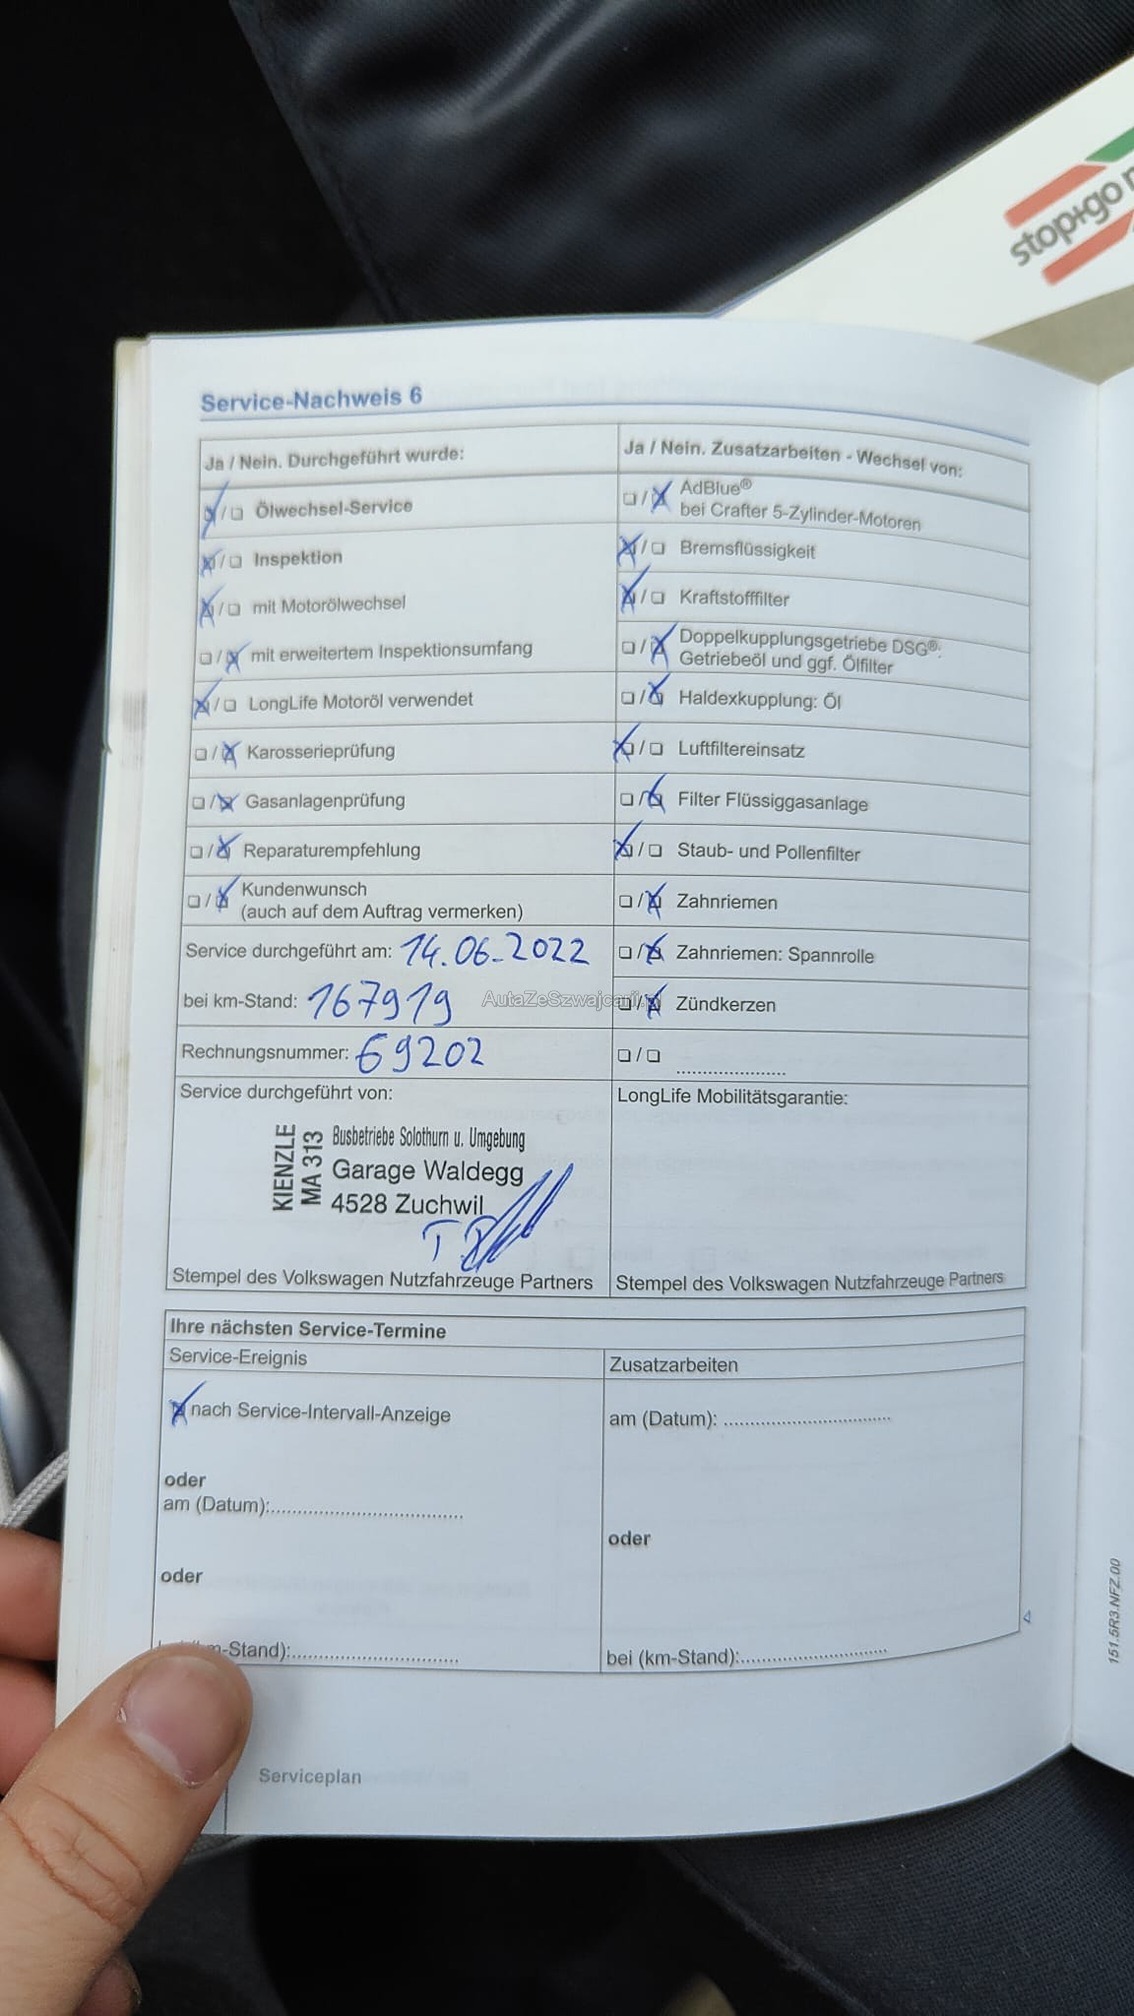 stop+go
Service-Nachweis 6
Ja / Nein. Durchgeführt wurde:
Ölwechsel-Service
Inspektion
mit Motorölwechsel
mit erweitertem Inspektionsumfang
LongLife Motoröl verwendet
Karosserieprüfung
Gasanlagenprüfung
Reparaturempfehlung
Kundenwunsch
(auch auf dem Auftrag vermerken)
Service durchgeführt am: 14.06.2022
bei km-Stand: 167919
Rechnungsnummer: 69202
Service durchgeführt von:
KIENZLE
MA 313
Busbetriebe Solothurn u. Umgebung
Garage Waldegg
4528 Zuchwil
Stempel des Volkswagen Nutzfahrzeuge Partners
Ja / Nein. Zusatzarbeiten - Wechsel von:
AdBlue®
bei Crafter 5-Zylinder-Motoren
Bremsflüssigkeit
Kraftstofffilter
Doppelkupplungsgetriebe DSG®:
Getriebeöl und ggf. Ölfilter
Haldexkupplung: Öl
Luftfiltereinsatz
Filter Flüssiggasanlage
Staub- und Pollenfilter
Zahnriemen
Zahnriemen: Spannrolle
Zündkerzen
LongLife Mobilitätsgarantie:
Stempel des Volkswagen Nutzfahrzeuge Partners
Ihre nächsten Service-Termine
Service-Ereignis
nach Service-Intervall-Anzeige
oder
am (Datum):
oder
-Stand):
Zusatzarbeiten
am (Datum):
oder
bei (km-Stand):
4
Serviceplan
151.5R3.NFZ.00